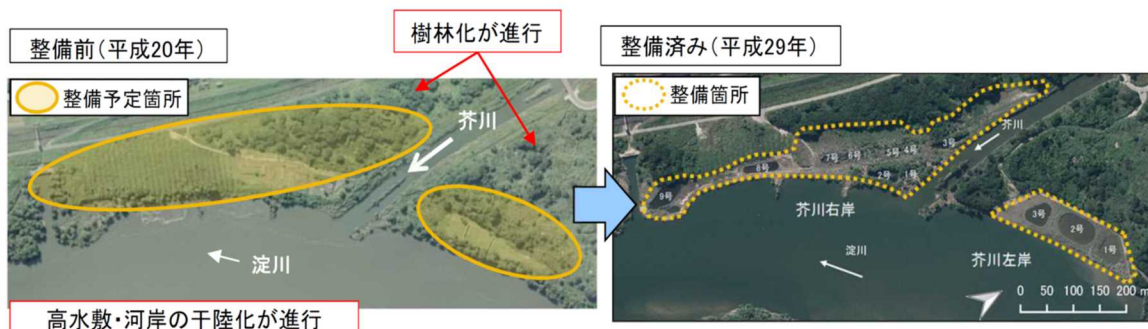 整備前（平成20年）
樹林化が進行
整備済み（平成29年）
整備予定箇所
芥川
淀川
高水敷・河岸の干陸化が進行
整備箇所
芥川
3号
4号
5号
6号
7号
8号
9号
2号
1号
芥川右岸
淀川
3号
2号
1号
芥川左岸
0 50 100 150 200 m